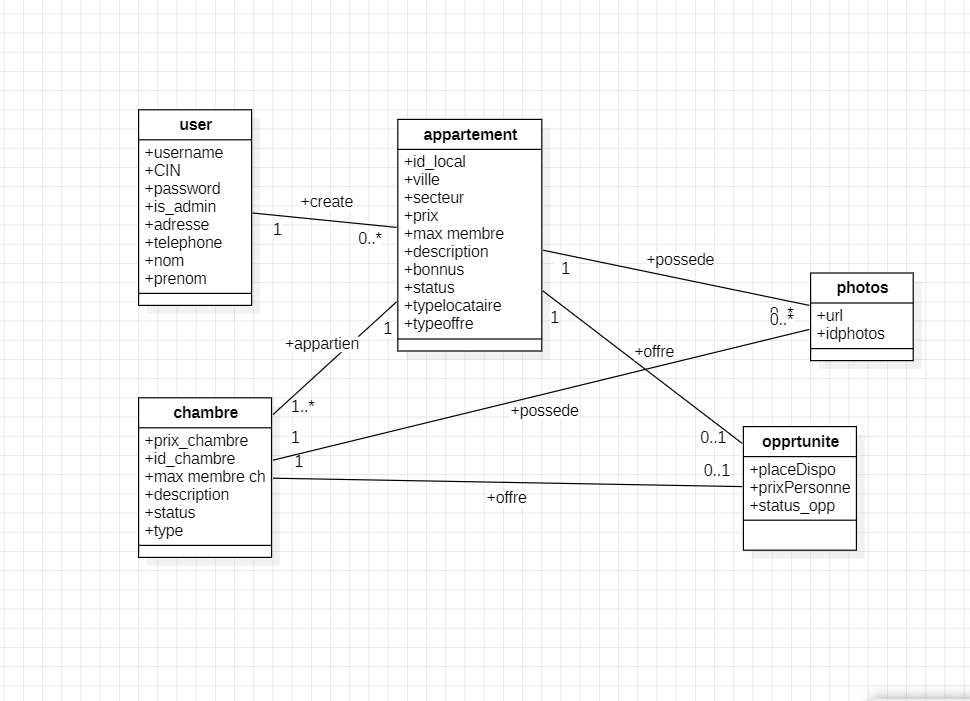 user
+username
+CIN
+password
+is_admin
+adresse
+telephone
+nom
+prenom
+create
1
0..*
appartement
+id_local
+ville
+secteur
+prix
+max membre
+description
+bonnus
+status
+typelocataire
+typeoffre
1
+possede
0..*
0..*
photos
+url
+idphotos
1
+offre
0..1
1
+appartien
1..*
chambre
+prix_chambre
+id_chambre
+max membre ch
+description
+status
+type
1
+possede
1
+offre
0..1
opprtunite
+placeDispo
+prixPersonne
+status_opp